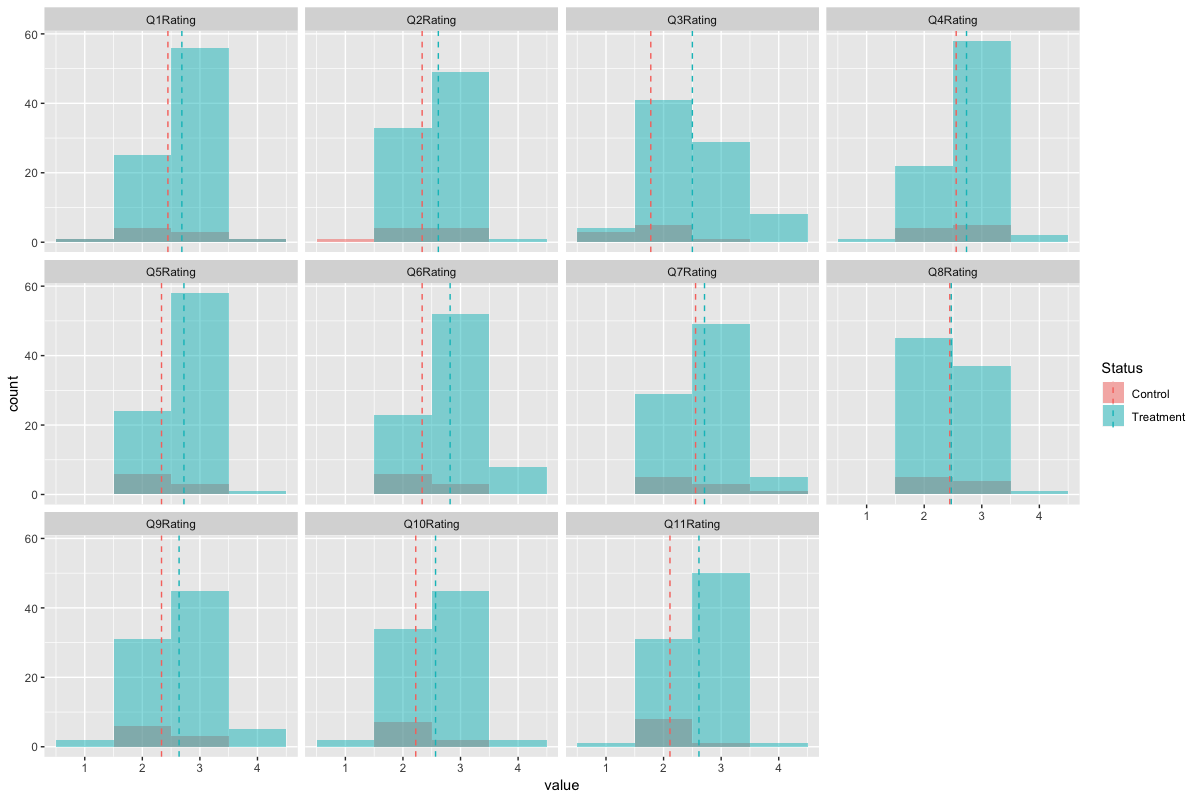 Q1Rating Q2Rating Q3Rating Q4Rating
60
40
20
0
Q5Rating Q6Rating Q7Rating Q8Rating
60
40
20
0
1 2 3 4
Q9Rating Q10Rating Q11Rating
60
40
20
0
1 2 3 4 1 2 3 4 1 2 3 4
value
count
Status
Control
Treatment